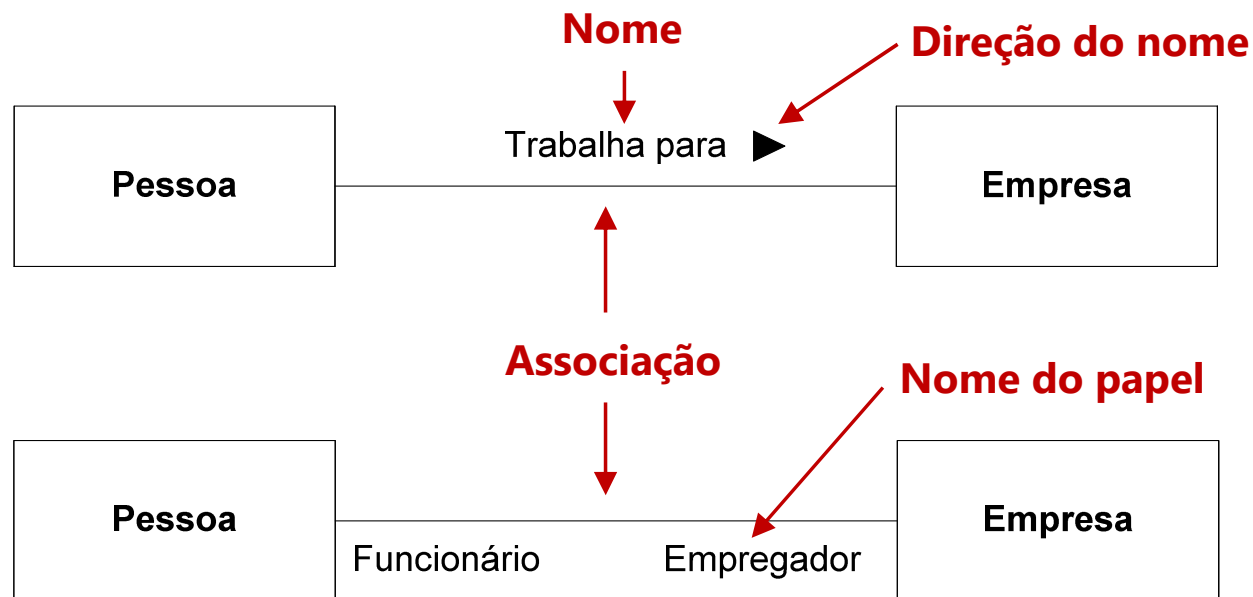 Nome
Direção do nome
Trabalha para
Pessoa
Empresa
Associação
Nome do papel
Pessoa
Empresa
Funcionário
Empregador